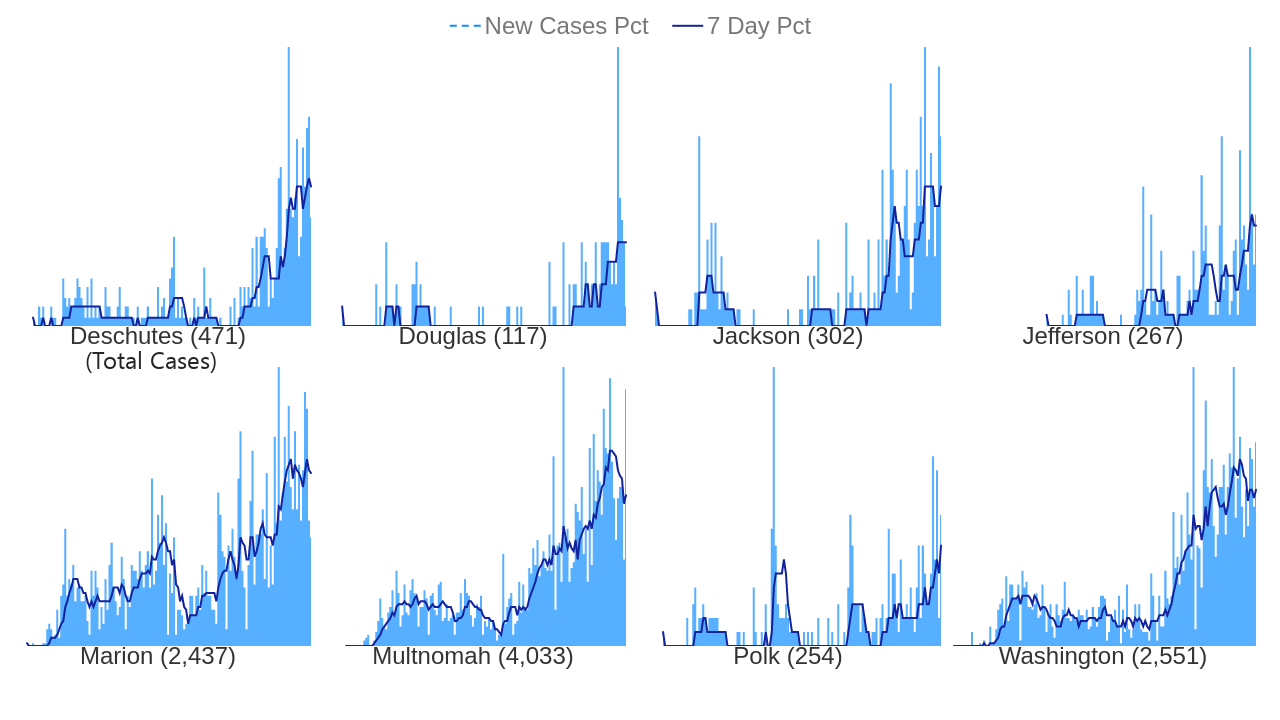 New Cases Pct 7 Day Pct
Deschutes (471) Douglas (117) Jackson (302) Jefferson (267)
(Total Cases)
Marion (2,437) Multnomah (4,033) Polk (254) Washington (2,551)